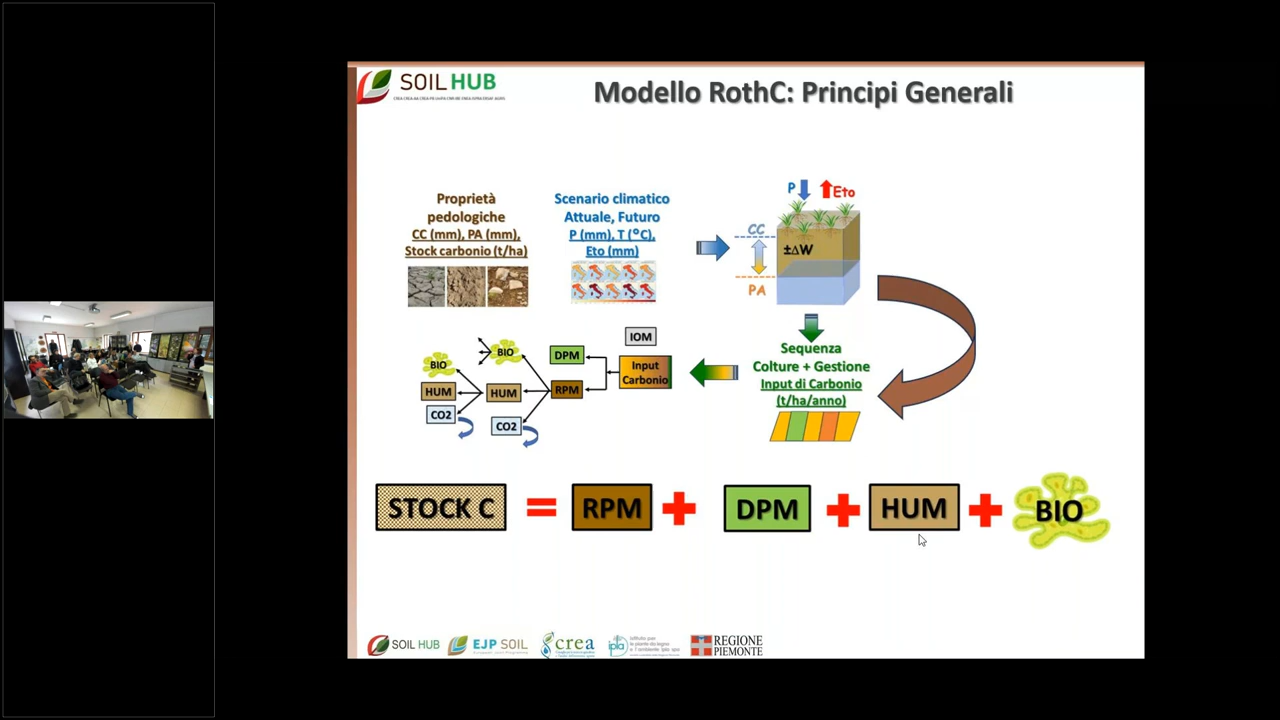 SOIL HUB
Modello RothC: Principi Generali
Proprietà
pedologiche
CC (mm), PA (mm),
Stock carbonio (t/ha)
Scenario climatico
Attuale, Futuro
P (mm), T (°C),
Eto (mm)
P
Eto
CC
±ΔW
PA
Sequenza
Colture + Gestione
Input di Carbonio
(t/ha/anno)
IOM
Input
Carbonio
DPM
RPM
BIO
HUM
CO2
BIO
HUM
CO2
STOCK C = RPM + DPM + HUM + BIO
SOIL HUB
EJP SOIL
crea
ipla
REGIONE
PIEMONTE